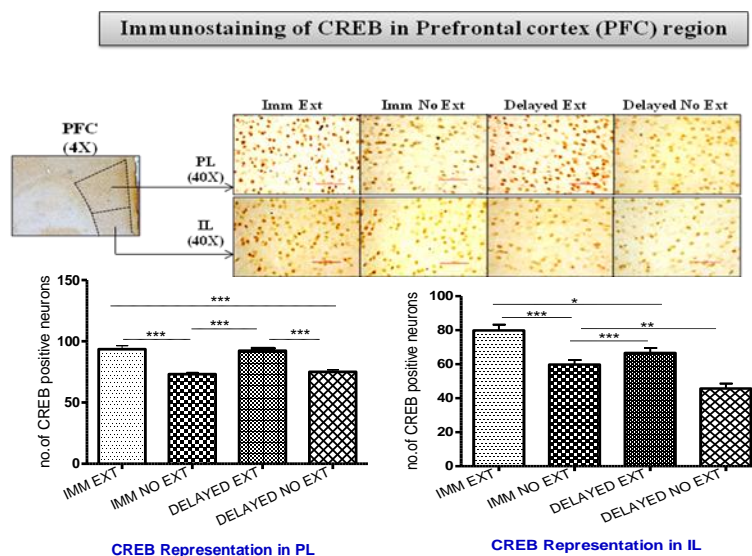 Immunostaining of CREB in Prefrontal cortex (PFC) region
Imm Ext
Imm No Ext
Delayed Ext
Delayed No Ext
PFC
(4X)
PL
(40X)
IL
(40X)
no.of CREB positive neurons
150
100
50
0
***
***
***
***
IMM EXT
IMM NO EXT
DELAYED EXT
DELAYED NO EXT
CREB Representation in PL
no.of CREB positive neurons
100
80
60
40
20
0
*
***
**
***
IMM EXT
IMM NO EXT
DELAYED EXT
DELAYED NO EXT
CREB Representation in IL